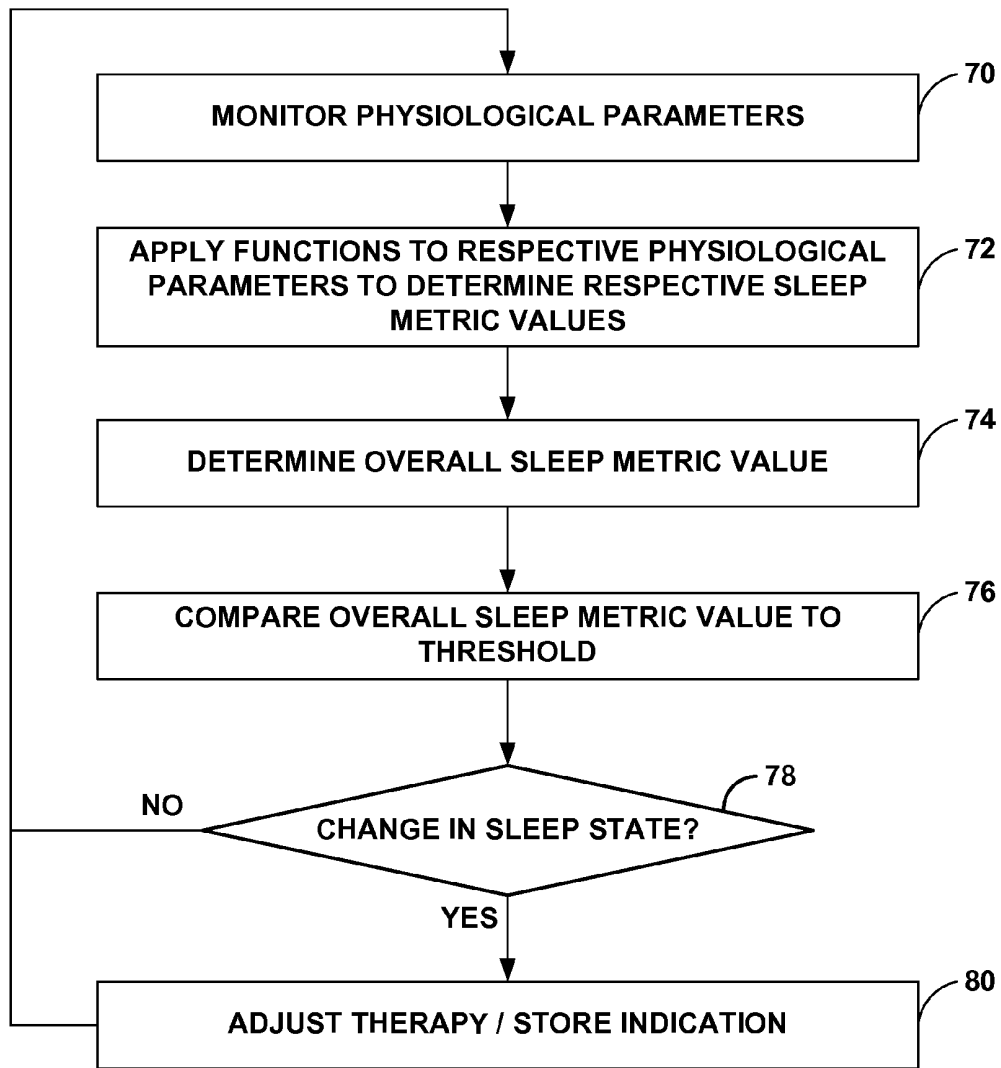 70
MONITOR PHYSIOLOGICAL PARAMETERS
72
APPLY FUNCTIONS TO RESPECTIVE PHYSIOLOGICAL
PARAMETERS TO DETERMINE RESPECTIVE SLEEP
METRIC VALUES
74
DETERMINE OVERALL SLEEP METRIC VALUE
76
COMPARE OVERALL SLEEP METRIC VALUE TO
THRESHOLD
78
NO
CHANGE IN SLEEP STATE?
YES
80
ADJUST THERAPY / STORE INDICATION